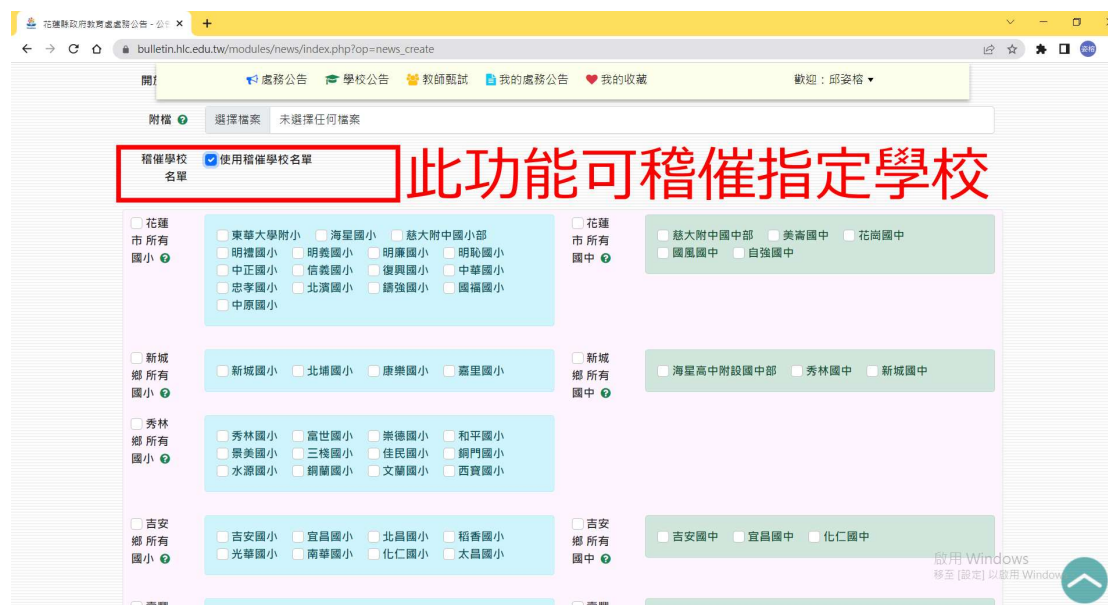 花蓮縣政府教育處處務公告 - 公告
bulletin.hlc.edu.tw/modules/news/index.php?op=news_create
處務公告 學校公告 教師甄試 我的處務公告 我的收藏 歡迎：邱姿榕
附檔 選擇檔案 未選擇任何檔案
稽催學校名單 使用稽催學校名單
此功能可稽催指定學校
花蓮市 所有國小
東華大學附小 海星國小 慈大附中國小部
明禮國小 明義國小 明廉國小 明恥國小
中正國小 信義國小 復興國小 中華國小
忠孝國小 北濱國小 鑄強國小 國福國小
中原國小
花蓮市 所有國中
慈大附中國中部 美崙國中 花崗國中
國風國中 自強國中
新城鄉 所有國小
新城國小 北埔國小 康樂國小 嘉里國小
新城鄉 所有國中
海星高中附設國中部 秀林國中 新城國中
秀林鄉 所有國小
秀林國小 富世國小 崇德國小 和平國小
景美國小 三棧國小 佳民國小 銅門國小
水源國小 銅蘭國小 文蘭國小 西寶國小
吉安鄉 所有國小
吉安國小 宜昌國小 北昌國小 稻香國小
光華國小 南華國小 化仁國小 太昌國小
吉安鄉 所有國中
吉安國中 宜昌國中 化仁國中
啟用 Windows
移至 [設定] 以啟用 Window